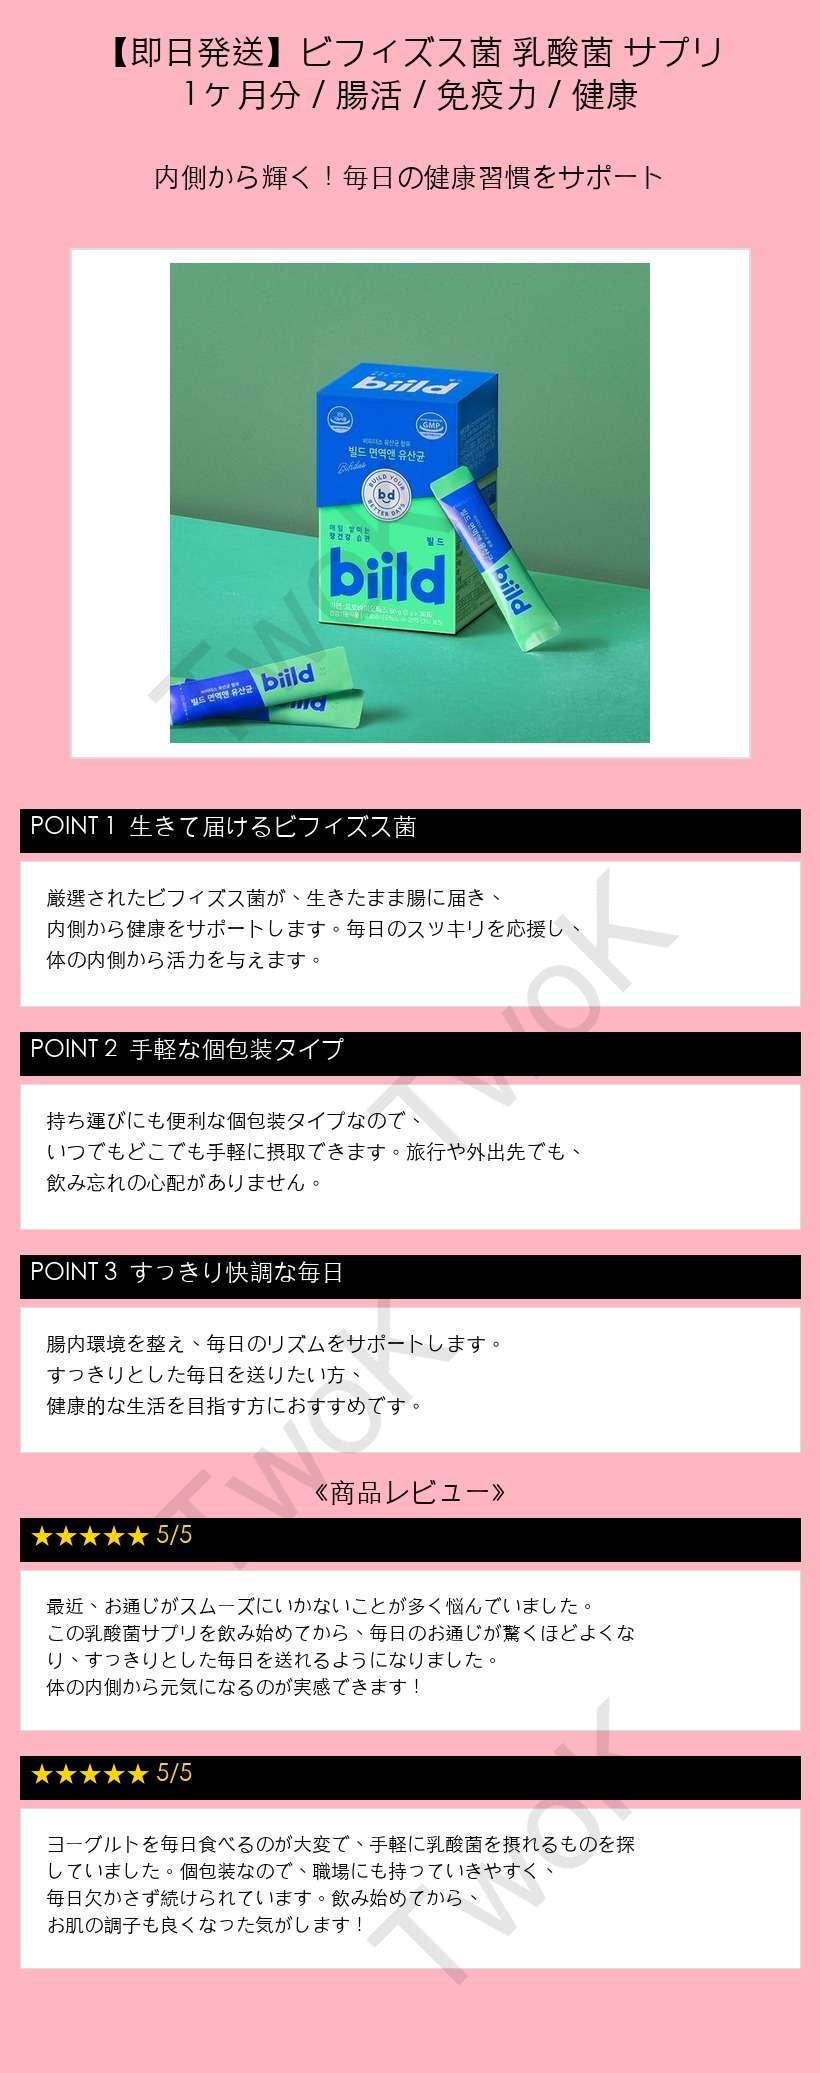 【即日発送】ビフィズス菌 乳酸菌 サプリ
1ケ月分 / 腸活 / 免疫力 / 健康
内側から輝く！毎日の健康習慣をサポート
biild
GMP
비피더스 유산균 함유
빌드 면역앤 유산균
Bifidus
BUILD YOUR
b:d
BETTER DAYS
매일 쌓이는
장건강 습관
빌드
biild
빌드 면역앤 유산균
biild
비피더스 유산균 함유
빌드 면역앤 유산균
biild
TwoK
POINT 1 生きて届けるビフィズス菌
厳選されたビフィズス菌が、生きたまま腸に届き、
内側から健康をサポートします。毎日のスッキリを応援し、
体の内側から活力を与えます。
TwoK
POINT 2 手軽な個包装タイプ
持ち運びにも便利な個包装タイプなので、
いつでもどこでも手軽に摂取できます。旅行や外出先でも、
飲み忘れの心配がありません。
POINT 3 すっきり快調な毎日
腸内環境を整え、毎日のリズムをサポートします。
すっきりとした毎日を送りたい方、
健康的な生活を目指す方におすすめです。
TwoK
《商品レビュー》
★★★★★ 5/5
最近、お通じがスムーズにいかないことが多く悩んでいました。
この乳酸菌サプリを飲み始めてから、毎日のお通じが驚くほどよくな
り、すっきりとした毎日を送れるようになりました。
体の内側から元気になるのが実感できます！
★★★★★ 5/5
ヨーグルトを毎日食べるのが大変で、手軽に乳酸菌を摂れるものを探
していました。個包装なので、職場にも持っていきやすく、
毎日欠かさず続けられています。飲み始めてから、
お肌の調子も良くなった気がします！
TwoK